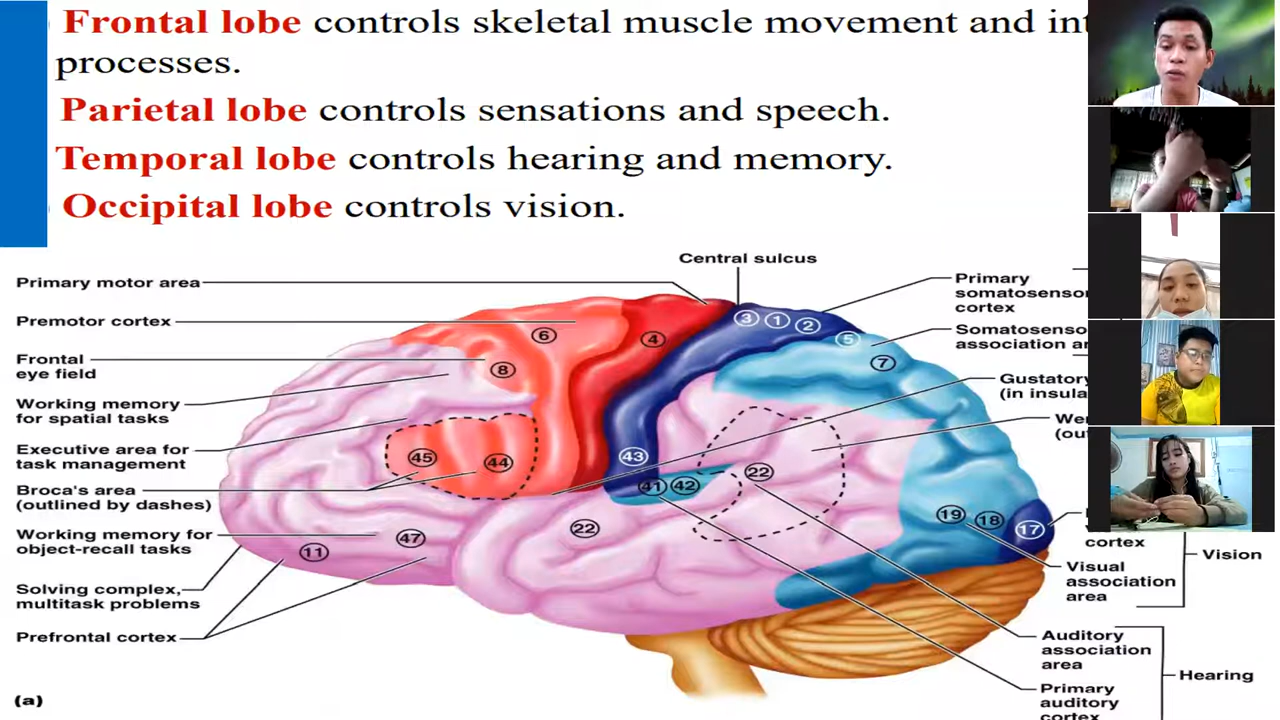 Frontal lobe controls skeletal muscle movement and
processes.
Parietal lobe controls sensations and speech.
Temporal lobe controls hearing and memory.
Occipital lobe controls vision.
Central sulcus
Primary motor area
Premotor cortex
Frontal
eye field
Working memory
for spatial tasks
Executive area for
task management
Broca's area
(outlined by dashes)
Working memory for
object-recall tasks
Solving complex,
multitask problems
Prefrontal cortex
(a)
6
8
4
3 1 2
5
7
45
44
43
41 42
22
22
47
11
19 18 17
Primary
somatosenso
cortex
Somatosenso
association
Gustatory
(in insula
cortex
Visual
association
area
Vision
Auditory
association
area
Primary
auditory
cortex
Hearing